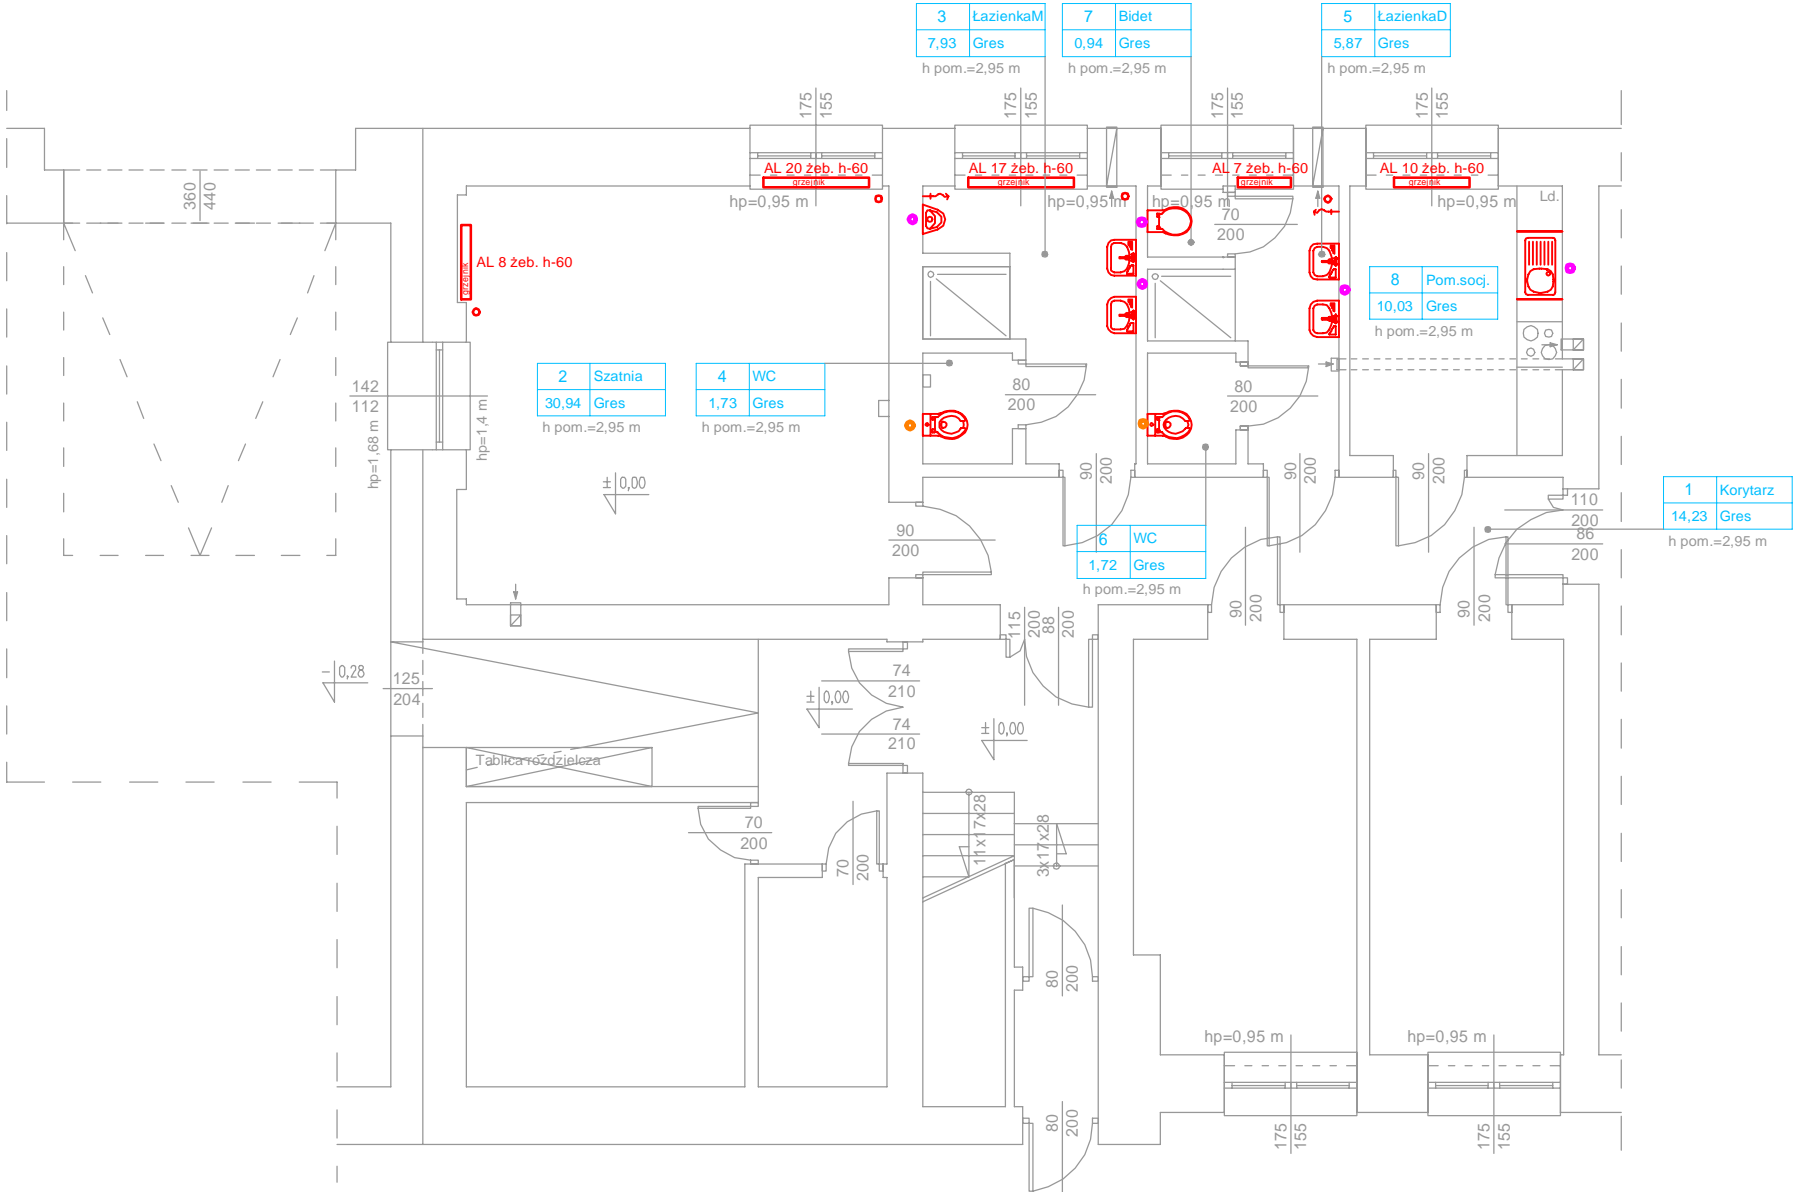 3 ŁazienkaM
7,93 Gres
h pom.=2,95 m
7 Bidet
0,94 Gres
h pom.=2,95 m
5 ŁazienkaD
5,87 Gres
h pom.=2,95 m
175
155
175
155
175
155
175
155
360
440
AL 20 żeb. h-60
grzejnik
AL 17 żeb. h-60
grzejnik
AL 7 żeb. h-60
grzejnik
AL 10 żeb. h-60
grzejnik
hp=0,95 m
hp=0,95 m
hp=0,95 m
hp=0,95 m
Ld.
70
200
AL 8 żeb. h-60
grzejnik
8 Pom.socj.
10,03 Gres
h pom.=2,95 m
2 Szatnia
30,94 Gres
h pom.=2,95 m
4 WC
1,73 Gres
h pom.=2,95 m
142
112
hp=1,68 m
hp=1,4 m
80
200
80
200
90
200
90
200
90
200
± 0,00
1 Korytarz
14,23 Gres
h pom.=2,95 m
110
200
86
200
90
200
6 WC
1,72 Gres
h pom.=2,95 m
90
200
90
200
115
200
88
200
- 0,28
125
204
74
210
± 0,00
74
210
± 0,00
Tablica rozdzielcza
70
200
70
200
11x17x28
3x17x28
80
200
hp=0,95 m
hp=0,95 m
80
200
175
155
175
155